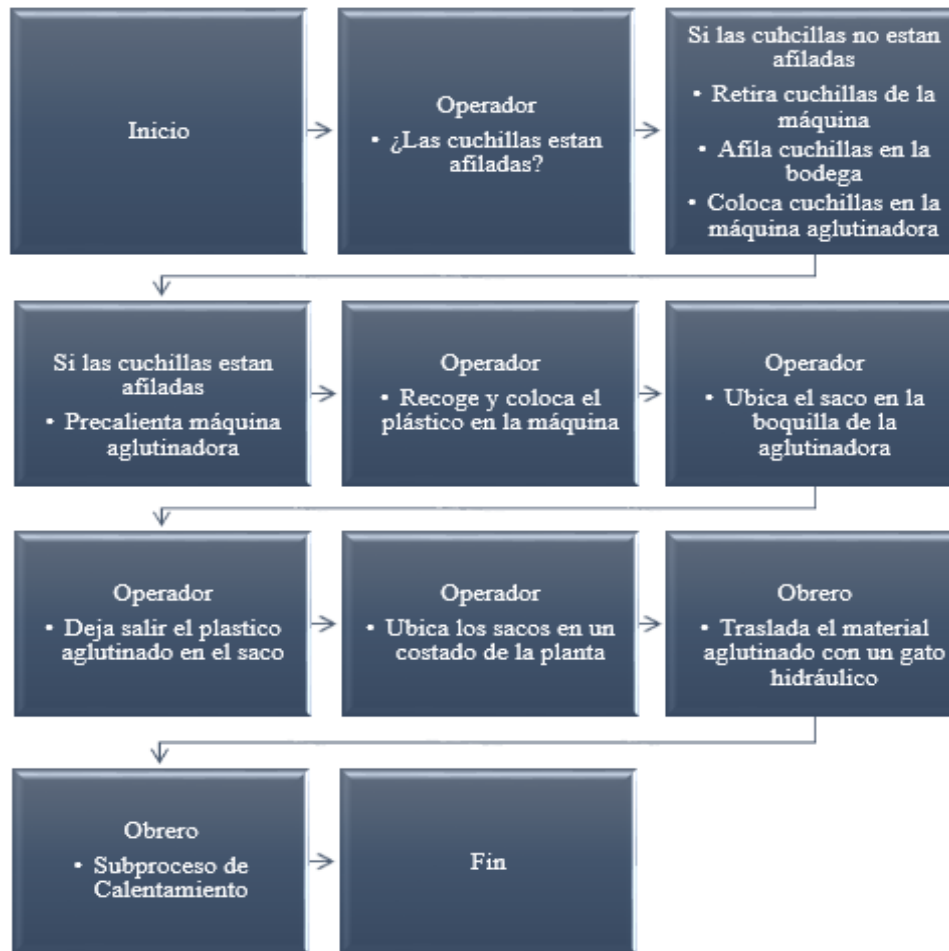 Inicio
Operador
• ¿Las cuchillas estan
afiladas?
Si las cuhcillas no estan
afiladas
• Retira cuchillas de la
máquina
• Afila cuchillas en la
bodega
• Coloca cuchillas en la
máquina aglutinadora
Si las cuchillas estan
afiladas
• Precalienta máquina
aglutinadora
Operador
• Recoge y coloca el
plástico en la máquina
Operador
• Ubica el saco en la
boquilla de la
aglutinadora
Operador
• Deja salir el plastico
aglutinado en el saco
Operador
• Ubica los sacos en un
costado de la planta
Obrero
• Traslada el material
aglutinado con un gato
hidráulico
Obrero
• Subproceso de
Calentamiento
Fin